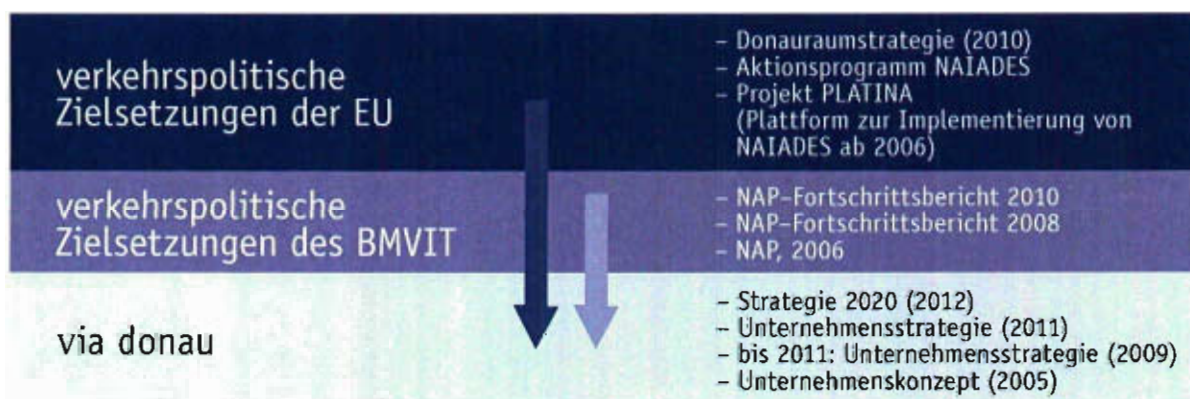 verkehrspolitische
Zielsetzungen der EU
– Donauraumstrategie (2010)
– Aktionsprogramm NAIADES
– Projekt PLATINA
(Plattform zur Implementierung von
NAIADES ab 2006)
verkehrspolitische
Zielsetzungen des BMVIT
– NAP-Fortschrittsbericht 2010
– NAP-Fortschrittsbericht 2008
– NAP, 2006
via donau
– Strategie 2020 (2012)
– Unternehmensstrategie (2011)
– bis 2011: Unternehmensstrategie (2009)
– Unternehmenskonzept (2005)